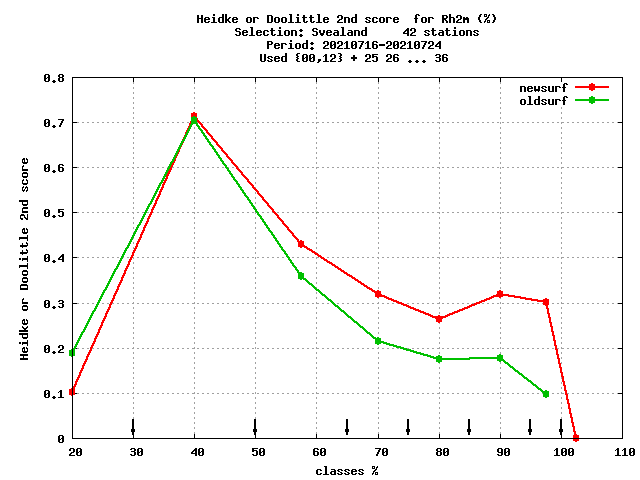 Heidke or Doolittle 2nd score  for Rh2m (%)
Selection: Svealand     42 stations
Period: 20210716-20210724
Used {00,12} + 25 26 ... 36
newsurf
oldsurf
0.8
0.7
0.6
0.5
0.4
0.3
0.2
0.1
0
Heidke or Doolittle 2nd score
20 30 40 50 60 70 80 90 100 110
classes %